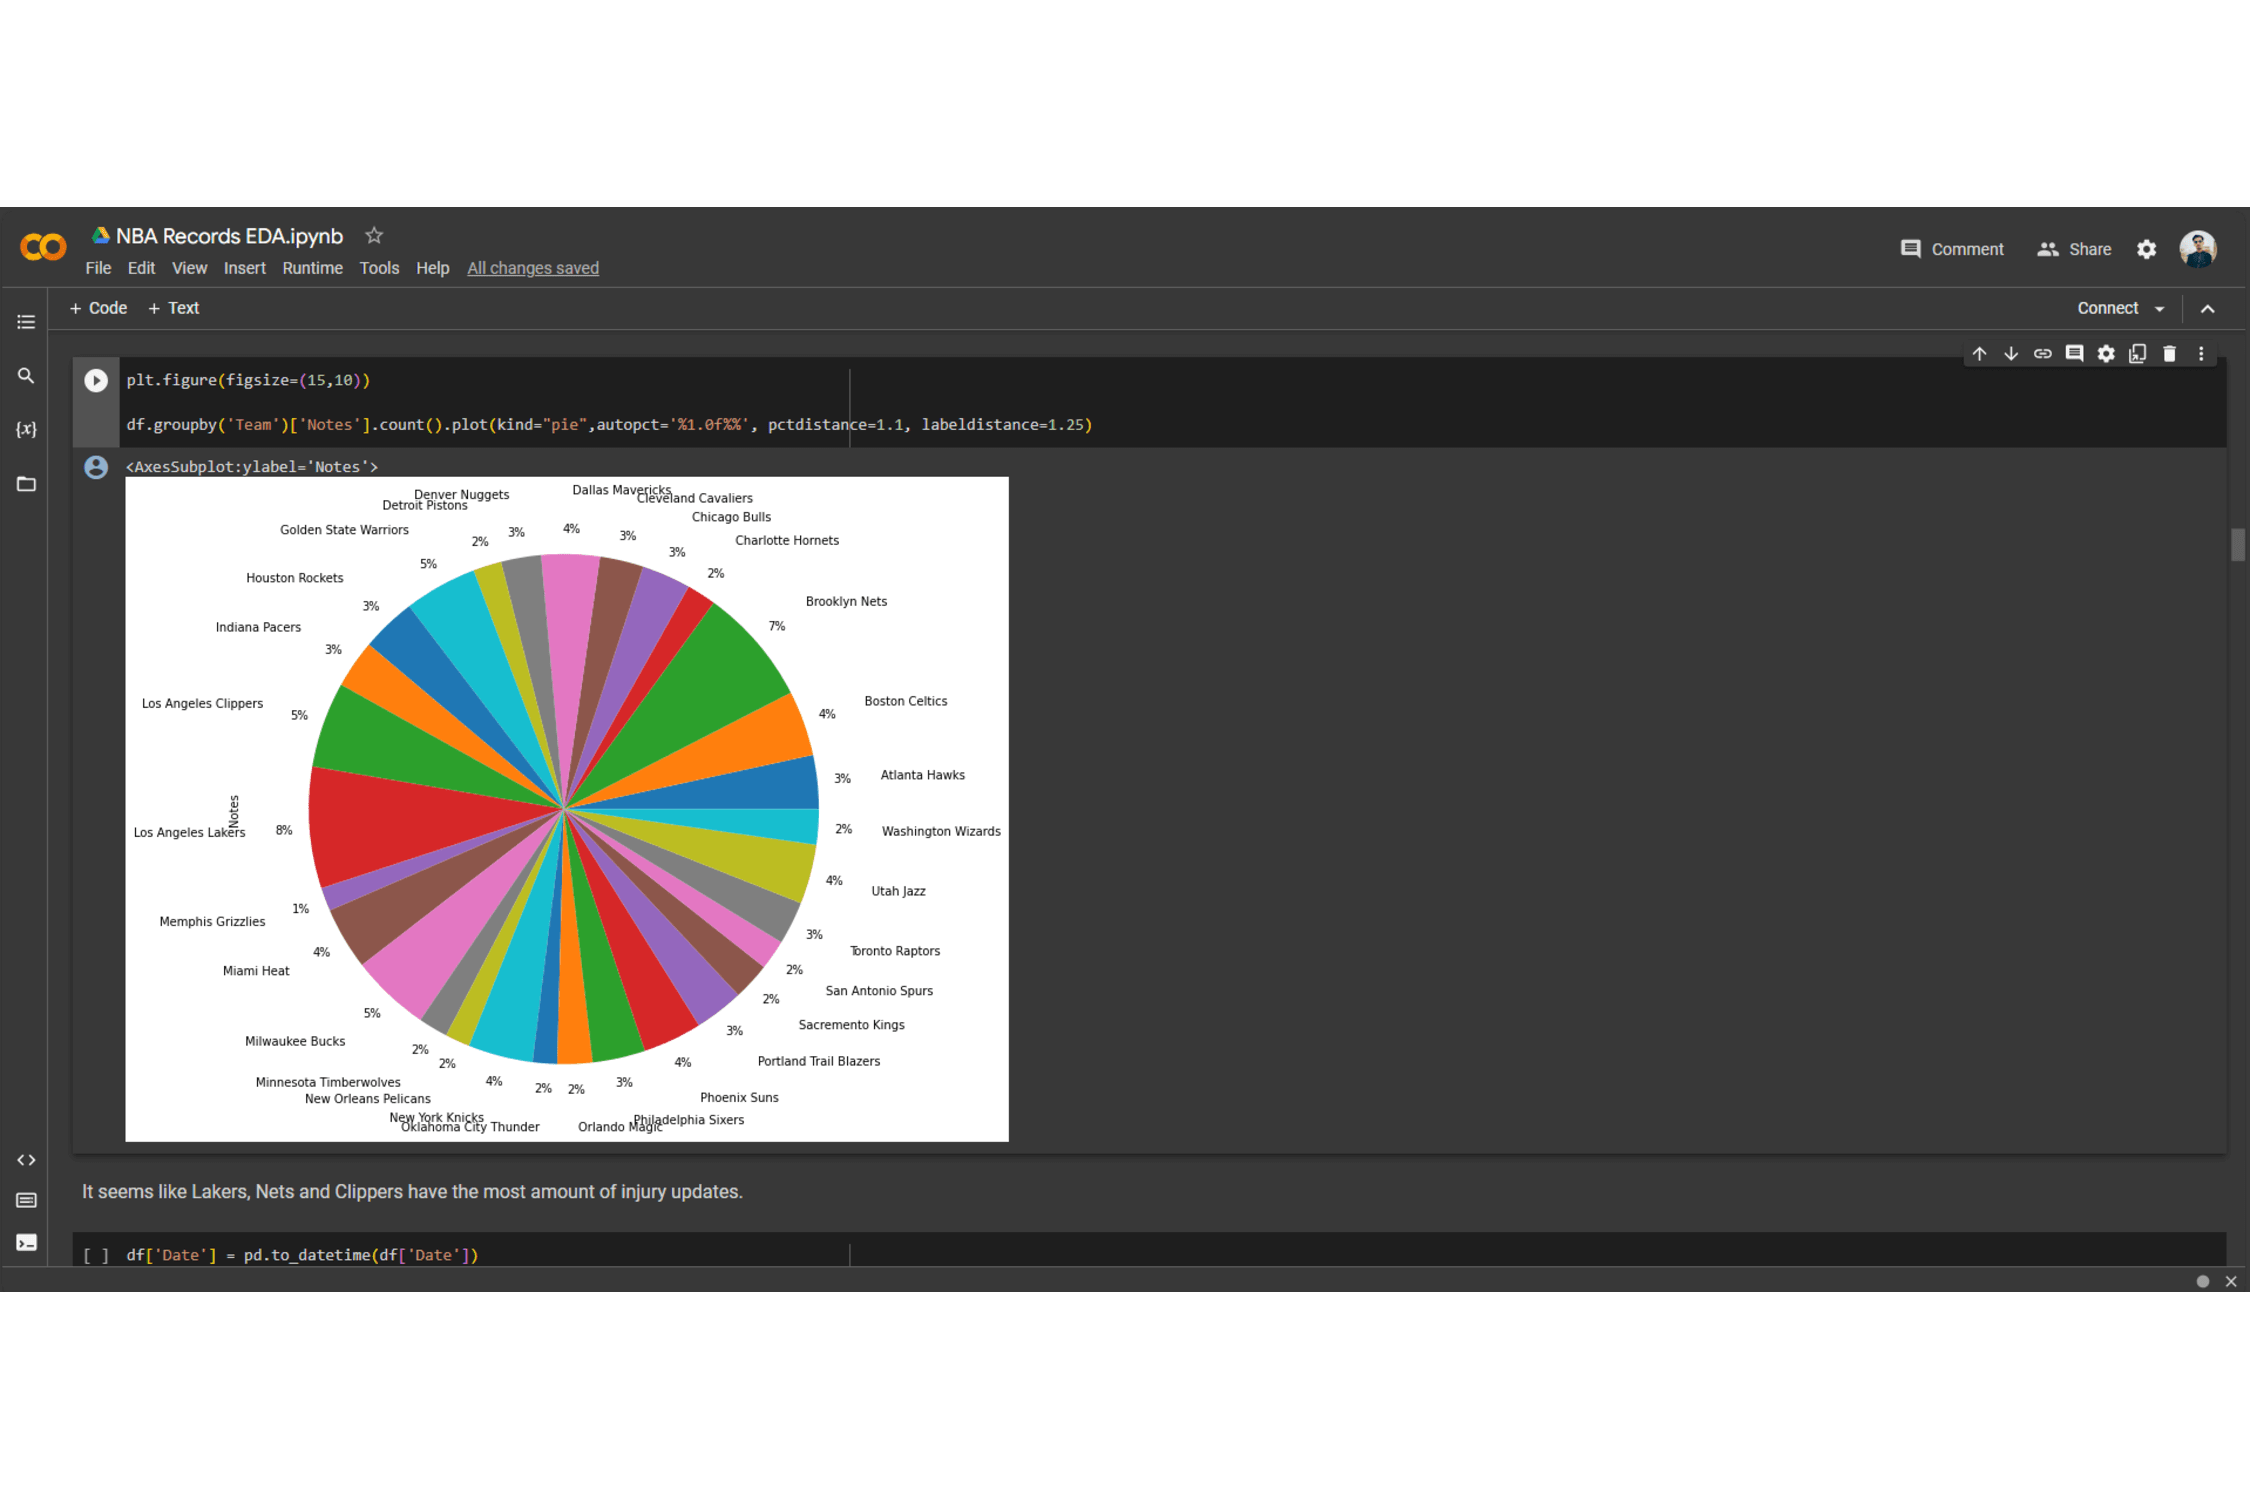 NBA Records EDA.ipynb
File Edit View Insert Runtime Tools Help All changes saved
Comment Share
+ Code + Text
Connect
{x}
plt.figure(figsize=(15,10))
df.groupby('Team')['Notes'].count().plot(kind="pie",autopct='%1.0f%%', pctdistance=1.1, labeldistance=1.25)
<AxesSubplot:ylabel='Notes'>
Dallas Mavericks
4%
Denver Nuggets
3%
Cleveland Cavaliers
3%
Detroit Pistons
2%
Chicago Bulls
3%
Golden State Warriors
5%
Charlotte Hornets
2%
Houston Rockets
3%
Brooklyn Nets
7%
Indiana Pacers
3%
Boston Celtics
4%
Los Angeles Clippers
5%
Atlanta Hawks
3%
Notes
Los Angeles Lakers
8%
Washington Wizards
2%
Utah Jazz
4%
Memphis Grizzlies
1%
Toronto Raptors
3%
Miami Heat
4%
San Antonio Spurs
2%
Sacremento Kings
2%
Milwaukee Bucks
5%
Portland Trail Blazers
3%
Minnesota Timberwolves
2%
New Orleans Pelicans
2%
Phoenix Suns
4%
New York Knicks
4%
Philadelphia Sixers
3%
Oklahoma City Thunder
2%
Orlando Magic
2%
It seems like Lakers, Nets and Clippers have the most amount of injury updates.
[ ] df['Date'] = pd.to_datetime(df['Date'])